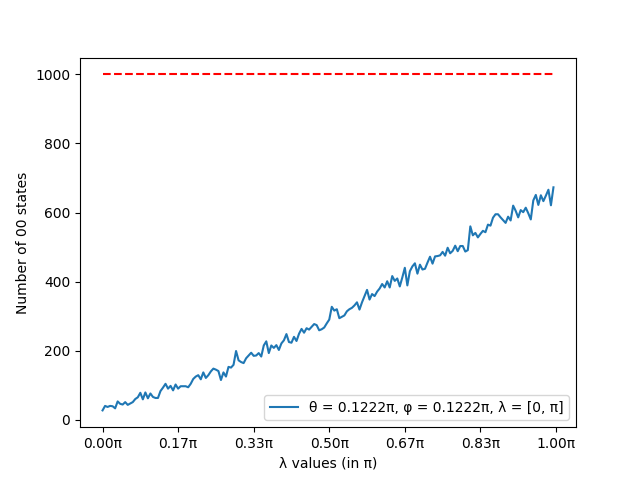 Number of 00 states
1000
800
600
400
200
0
θ = 0.1222π, φ = 0.1222π, λ = [0, π]
0.00π 0.17π 0.33π 0.50π 0.67π 0.83π 1.00π
λ values (in π)